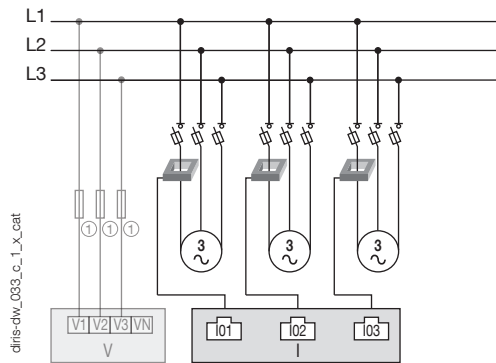 L1
L2
L3
① ① ①
3 3 3
∼ ∼ ∼
V1 V2 V3 VN
V
I01 I02 I03
I
diris-dw_033_c_1_x_cat